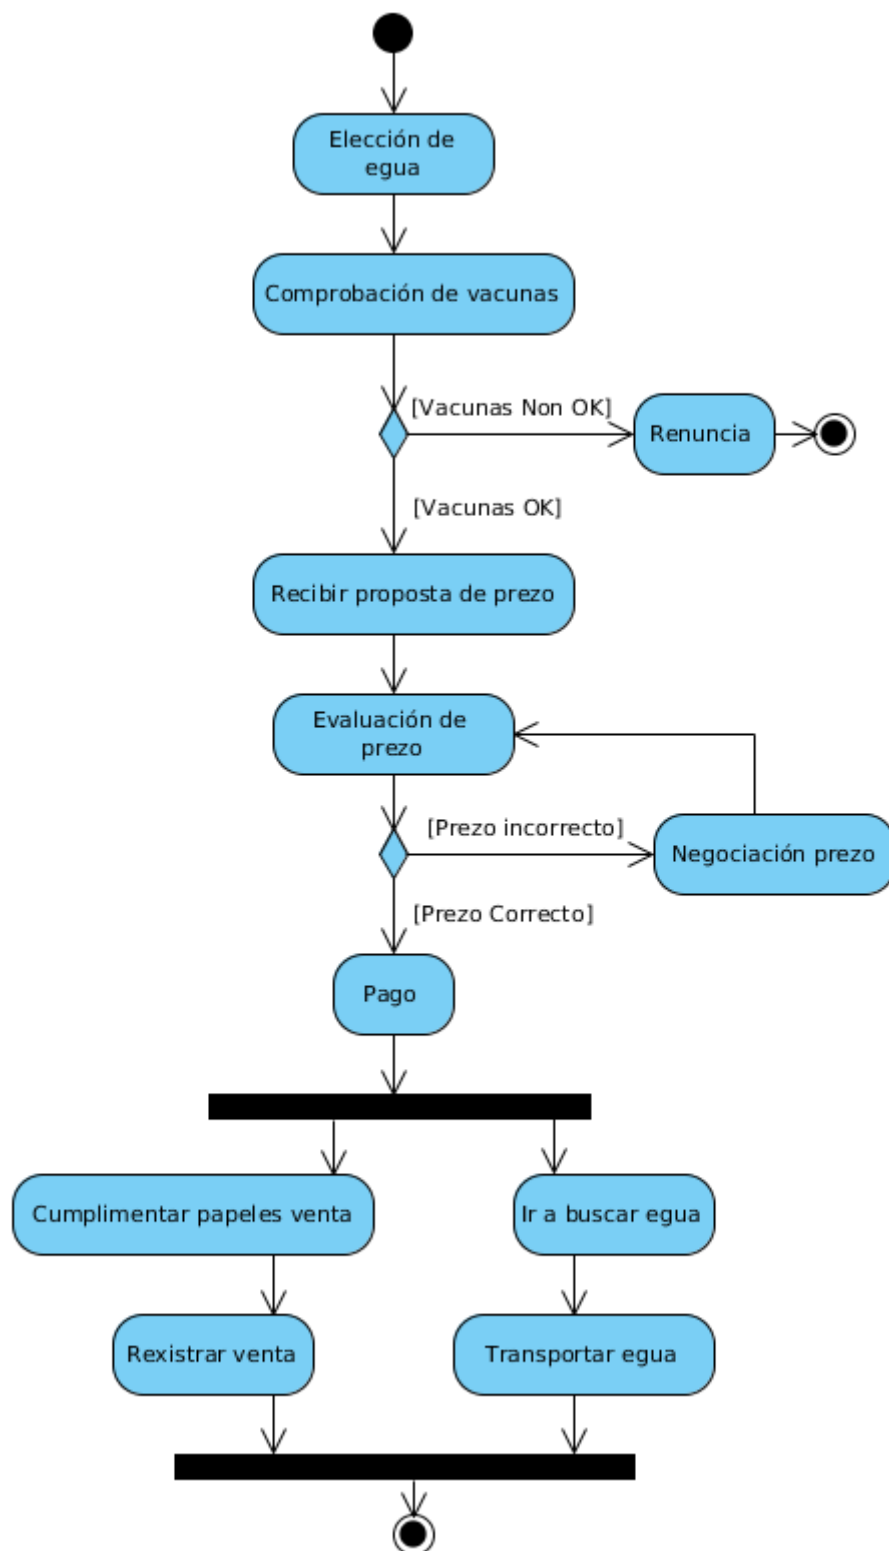 Elección de
egua
Comprobación de vacunas
[Vacunas Non OK]
Renuncia
[Vacunas OK]
Recibir proposta de prezo
Evaluación de
prezo
[Prezo incorrecto]
Negociación prezo
[Prezo Correcto]
Pago
Cumplimentar papeles venta
Ir a buscar egua
Rexistrar venta
Transportar egua